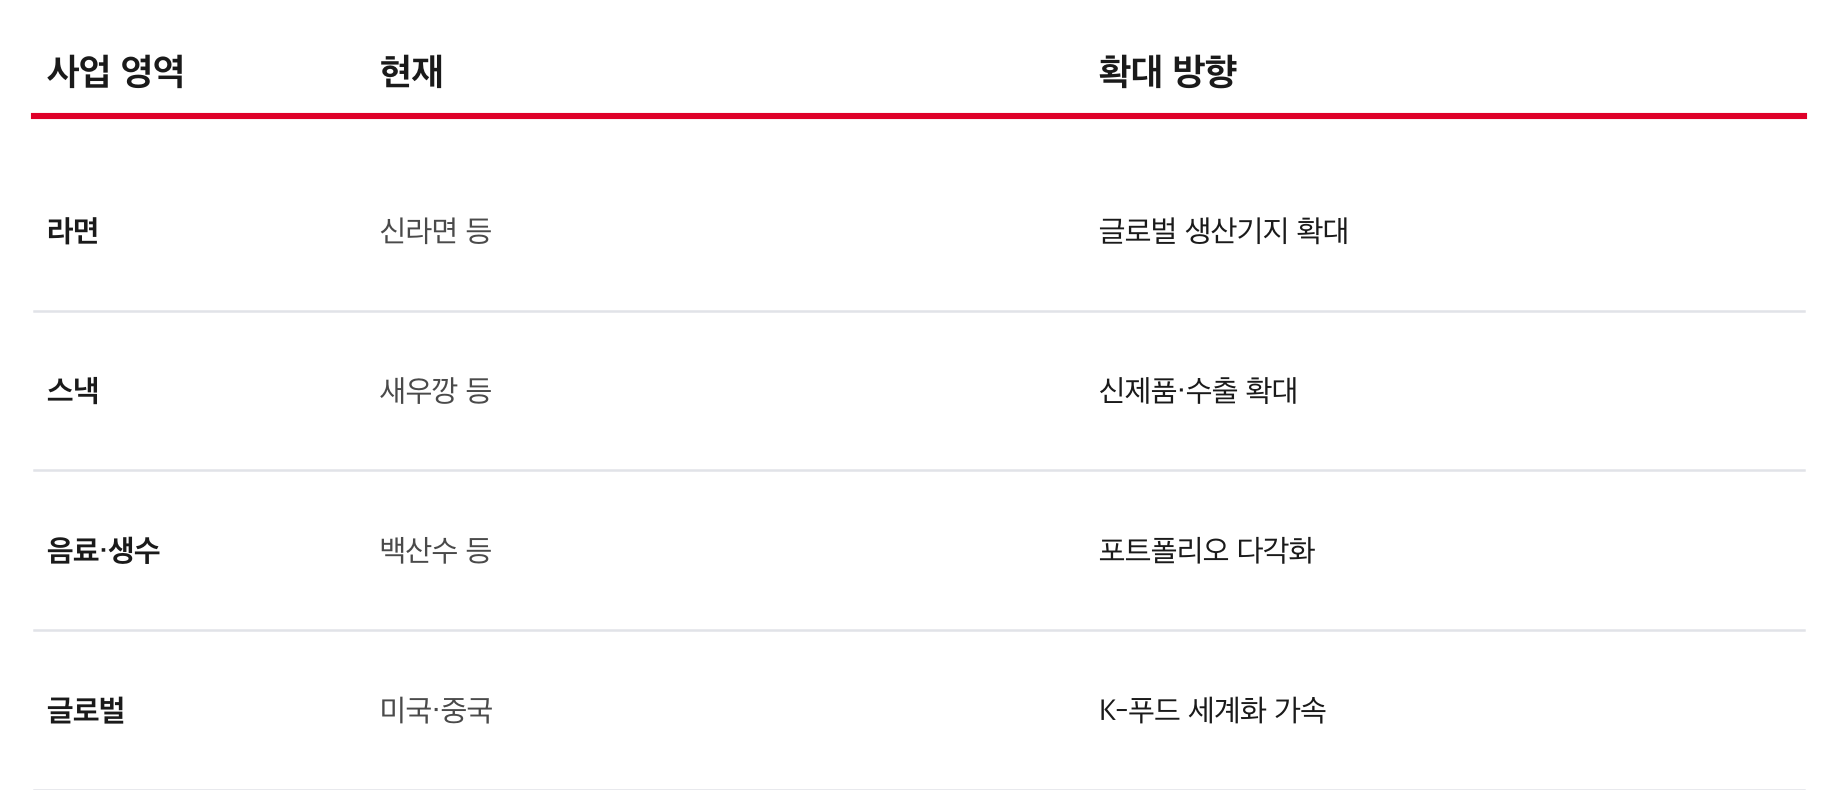 사업 영역 현재 확대 방향
라면 신라면 등 글로벌 생산기지 확대
스낵 새우깡 등 신제품·수출 확대
음료·생수 백산수 등 포트폴리오 다각화
글로벌 미국·중국 K-푸드 세계화 가속